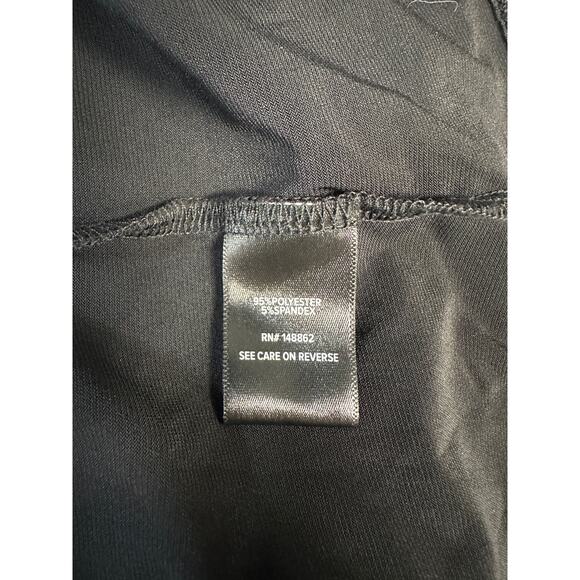 95%POLYESTER
5%SPANDEX
RN# 148862
SEE CARE ON REVERSE